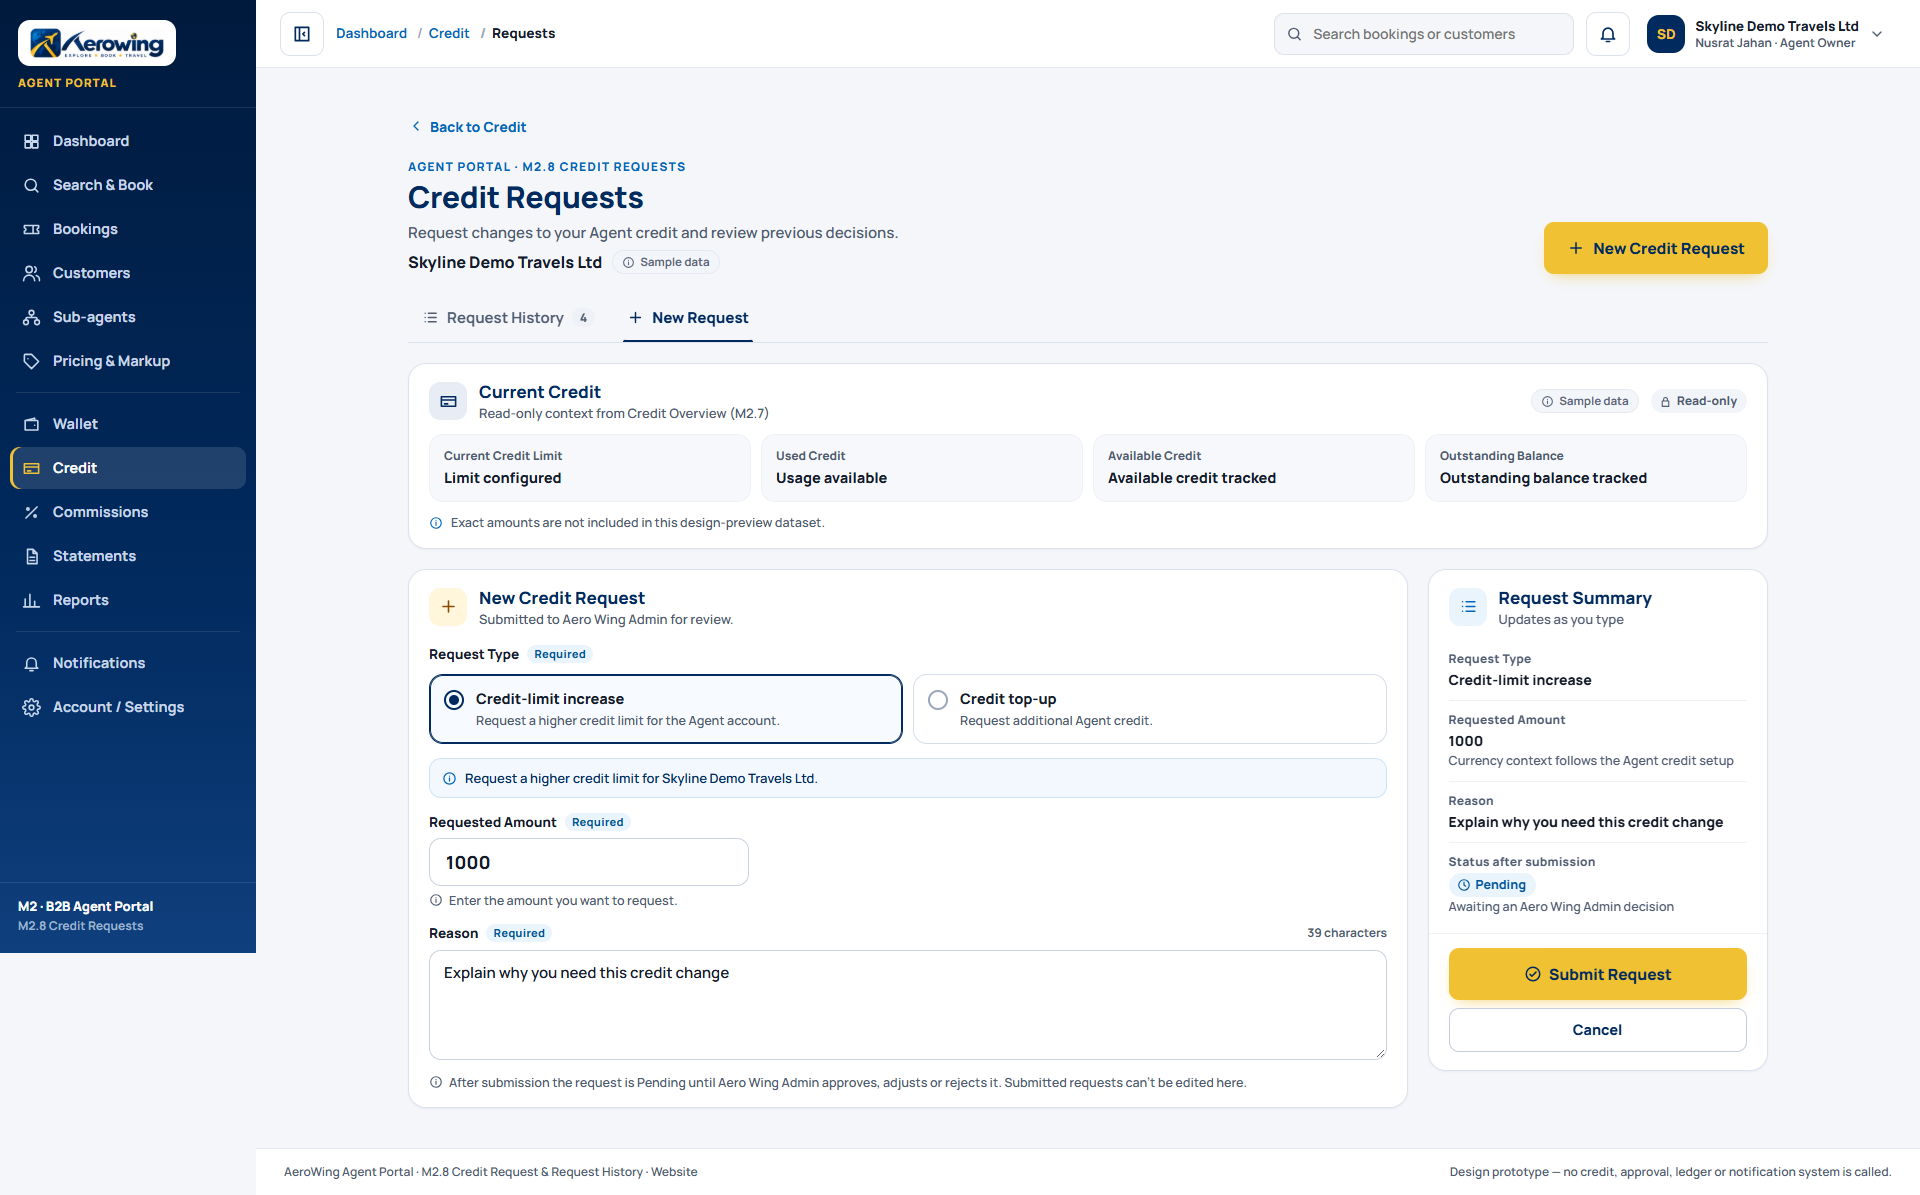 Aerowing
EXPLORE • BOOK • TRAVEL
AGENT PORTAL
Dashboard
Search & Book
Bookings
Customers
Sub-agents
Pricing & Markup
Wallet
Credit
Commissions
Statements
Reports
Notifications
Account / Settings
M2 · B2B Agent Portal
M2.8 Credit Requests
Dashboard / Credit / Requests
Search bookings or customers
SD
Skyline Demo Travels Ltd
Nusrat Jahan · Agent Owner
Back to Credit
AGENT PORTAL · M2.8 CREDIT REQUESTS
Credit Requests
Request changes to your Agent credit and review previous decisions.
Skyline Demo Travels Ltd Sample data
New Credit Request
Request History 4 New Request
Current Credit
Read-only context from Credit Overview (M2.7)
Sample data Read-only
Current Credit Limit
Limit configured
Used Credit
Usage available
Available Credit
Available credit tracked
Outstanding Balance
Outstanding balance tracked
Exact amounts are not included in this design-preview dataset.
New Credit Request
Submitted to Aero Wing Admin for review.
Request Type Required
Credit-limit increase
Request a higher credit limit for the Agent account.
Credit top-up
Request additional Agent credit.
Request a higher credit limit for Skyline Demo Travels Ltd.
Requested Amount Required
1000
Enter the amount you want to request.
Reason Required 39 characters
Explain why you need this credit change
After submission the request is Pending until Aero Wing Admin approves, adjusts or rejects it. Submitted requests can't be edited here.
Request Summary
Updates as you type
Request Type
Credit-limit increase
Requested Amount
1000
Currency context follows the Agent credit setup
Reason
Explain why you need this credit change
Status after submission
Pending
Awaiting an Aero Wing Admin decision
Submit Request
Cancel
AeroWing Agent Portal · M2.8 Credit Request & Request History · Website
Design prototype — no credit, approval, ledger or notification system is called.